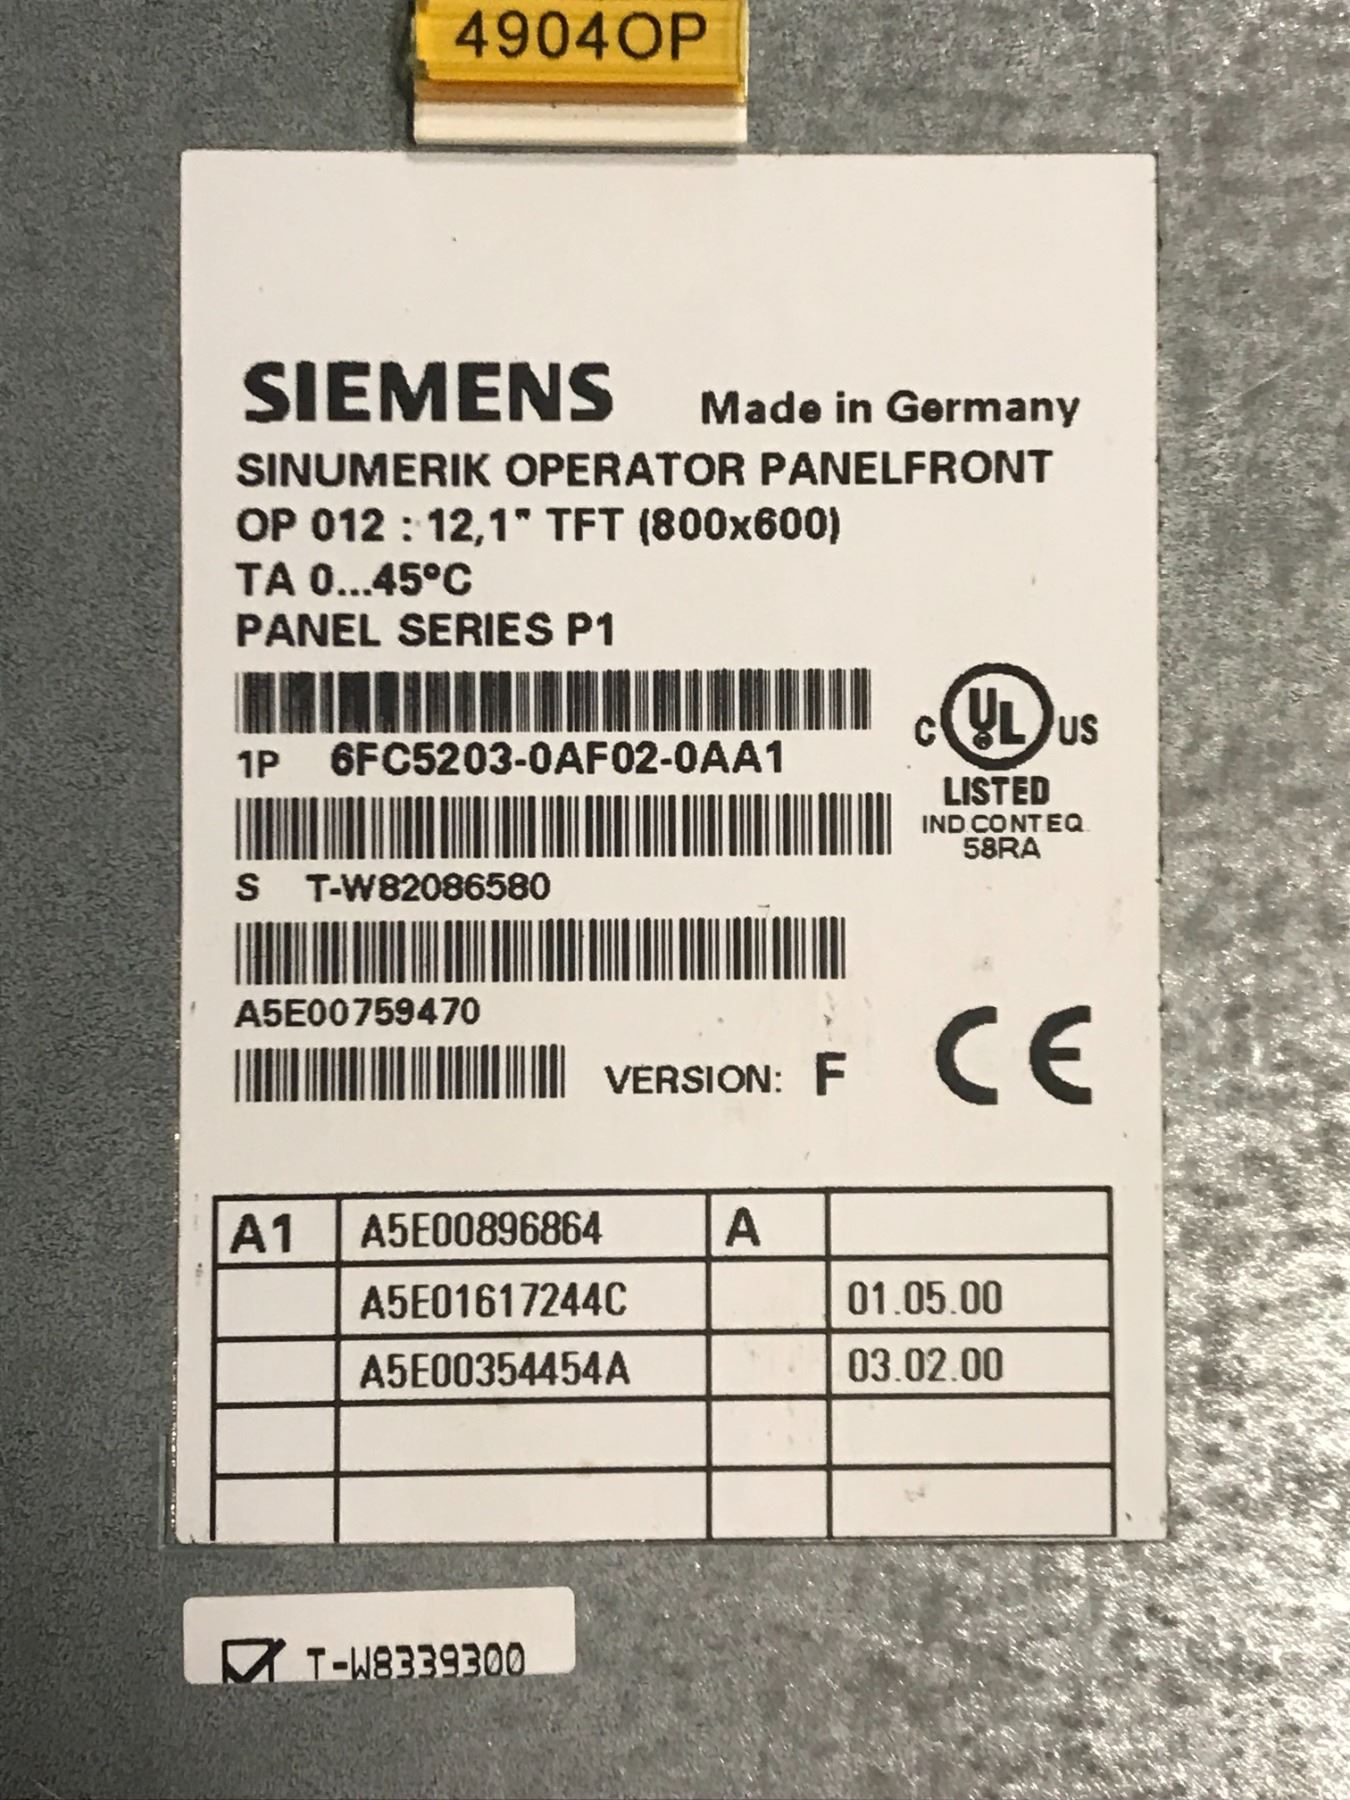 4904OP
SIEMENS Made in Germany
SINUMERIK OPERATOR PANELFRONT
OP 012 : 12,1" TFT (800x600)
TA 0...45°C
PANEL SERIES P1
1P 6FC5203-0AF02-0AA1
C UL US
LISTED
IND.CONT.EQ.
58RA
S T-W82086580
A5E00759470
VERSION: F
CE
A1 A5E00896864 A
A5E01617244C 01.05.00
A5E00354454A 03.02.00
T-W8339300